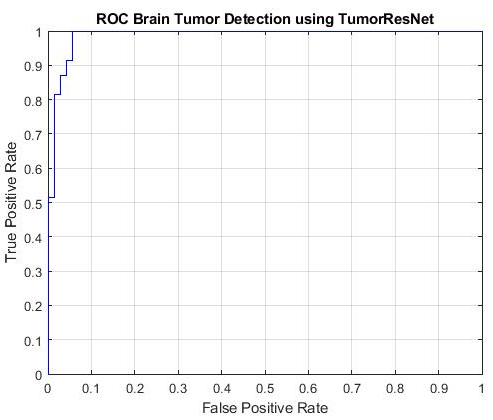 ROC Brain Tumor Detection using TumorResNet
1
0.9
0.8
0.7
0.6
0.5
0.4
0.3
0.2
0.1
0
True Positive Rate
0 0.1 0.2 0.3 0.4 0.5 0.6 0.7 0.8 0.9 1
False Positive Rate